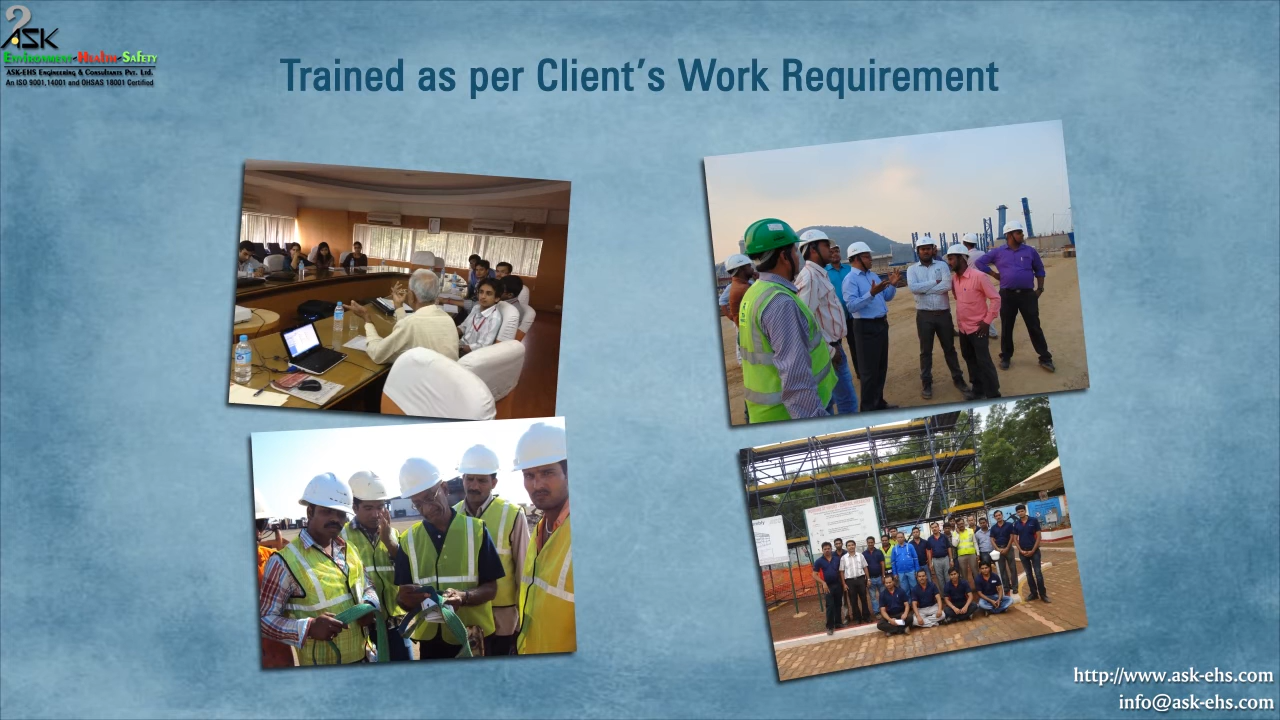 ASK
Environment-Health-Safety
ASK-EHS Engineering & Consultants Pvt. Ltd.
An ISO 9001,14001 and OHSAS 18001 Certified
Trained as per Client's Work Requirement
http://www.ask-ehs.com
info@ask-ehs.com